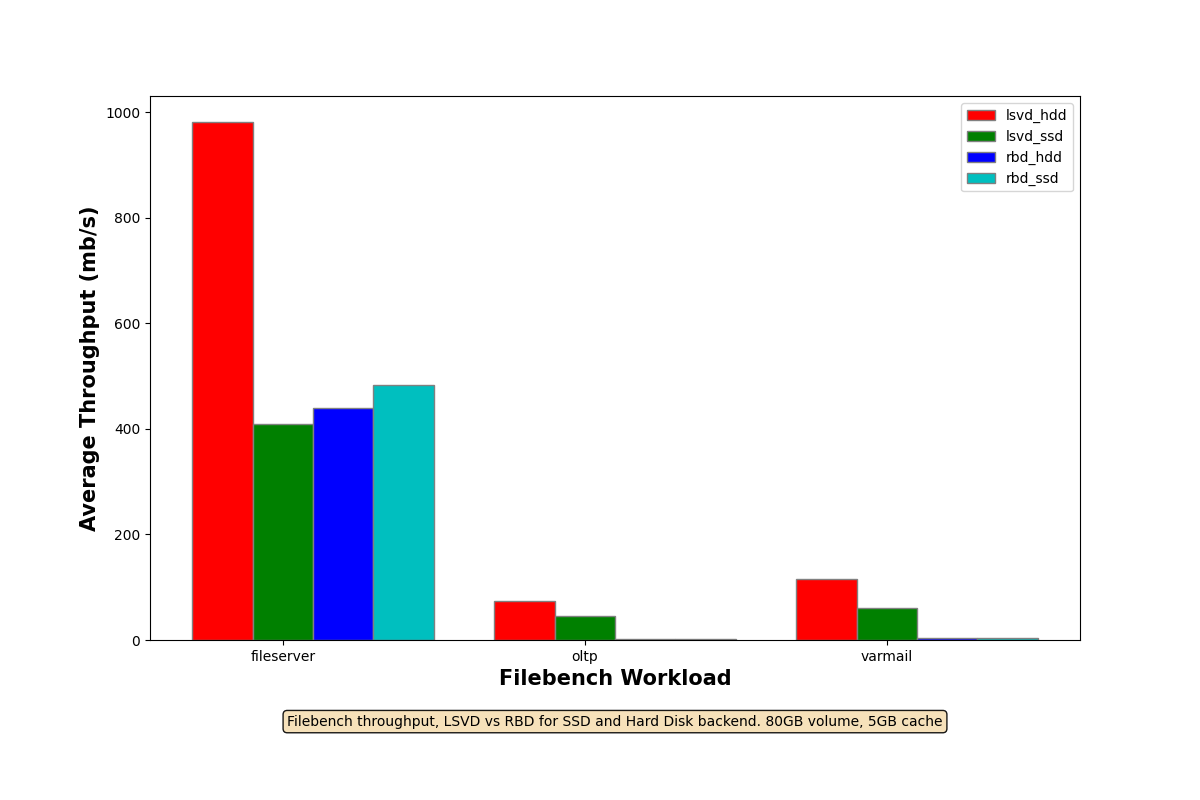 1000
800
600
400
200
0
Average Throughput (mb/s)
lsvd_hdd
lsvd_ssd
rbd_hdd
rbd_ssd
fileserver
oltp
varmail
Filebench Workload
Filebench throughput, LSVD vs RBD for SSD and Hard Disk backend. 80GB volume, 5GB cache